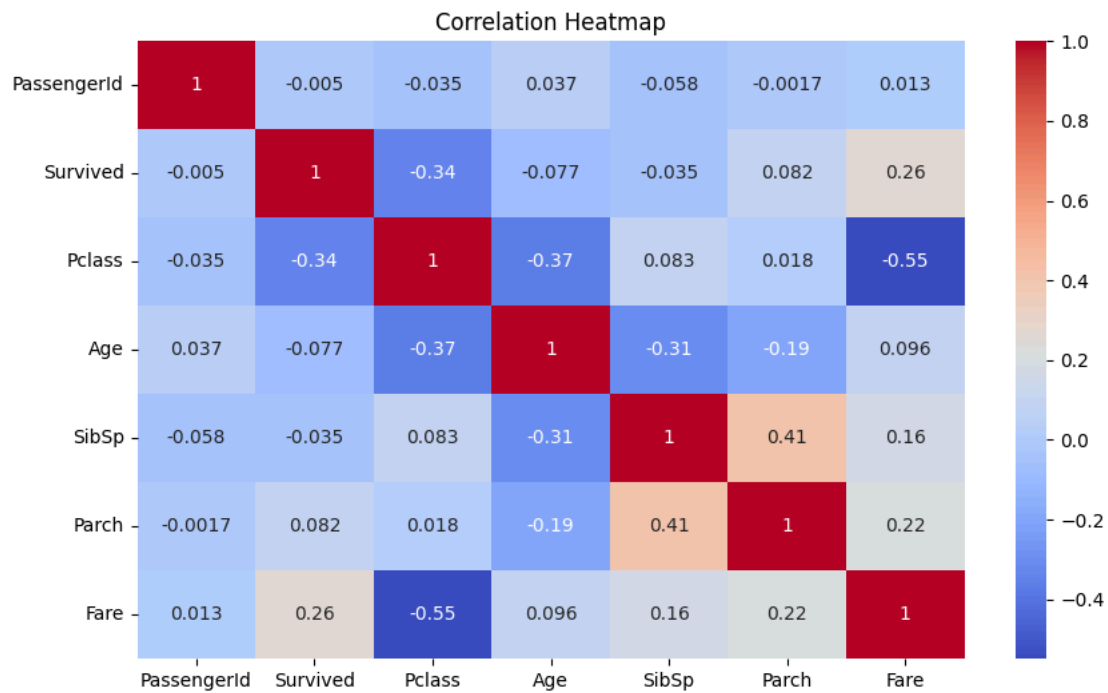 Correlation Heatmap
PassengerId 1 -0.005 -0.035 0.037 -0.058 -0.0017 0.013
Survived -0.005 1 -0.34 -0.077 -0.035 0.082 0.26
Pclass -0.035 -0.34 1 -0.37 0.083 0.018 -0.55
Age 0.037 -0.077 -0.37 1 -0.31 -0.19 0.096
SibSp -0.058 -0.035 0.083 -0.31 1 0.41 0.16
Parch -0.0017 0.082 0.018 -0.19 0.41 1 0.22
Fare 0.013 0.26 -0.55 0.096 0.16 0.22 1
PassengerId Survived Pclass Age SibSp Parch Fare
1.0
0.8
0.6
0.4
0.2
0.0
−0.2
−0.4